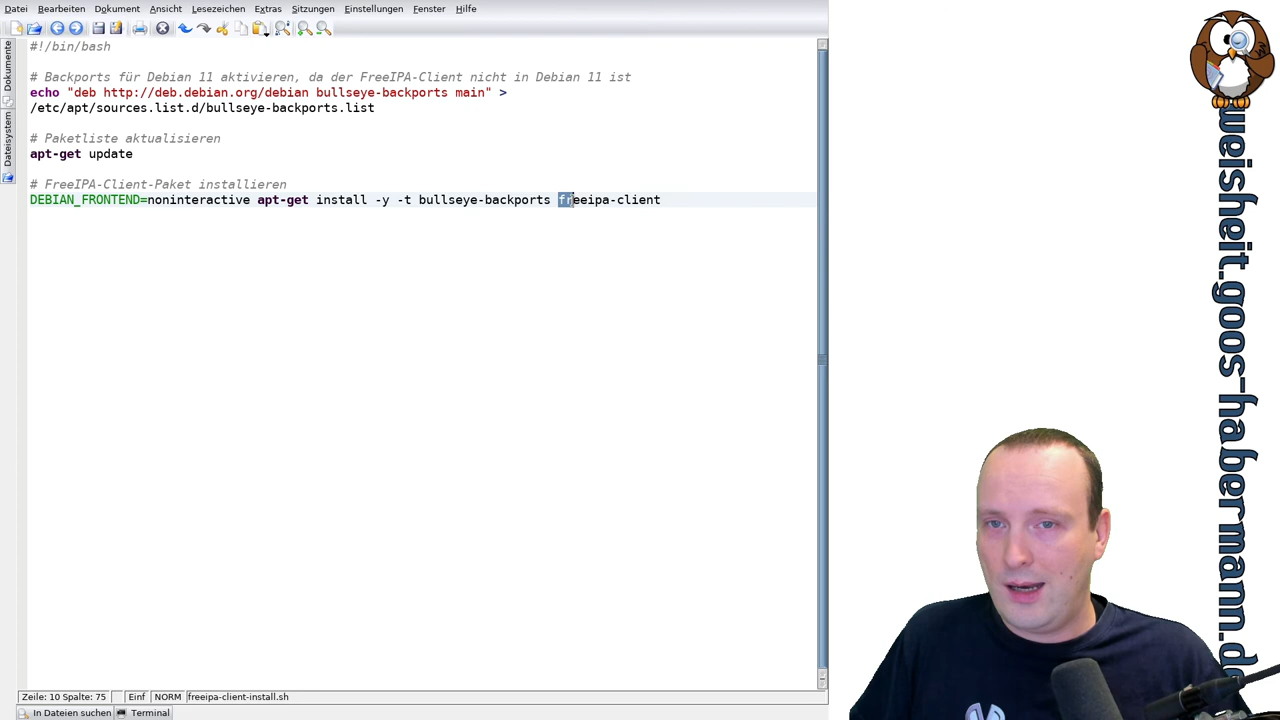 Datei Bearbeiten Dokument Ansicht Lesezeichen Extras Sitzungen Einstellungen Fenster Hilfe
Dokumente
Dateisystem
#!/bin/bash
# Backports für Debian 11 aktivieren, da der FreeIPA-Client nicht in Debian 11 ist
echo "deb http://deb.debian.org/debian bullseye-backports main" >
/etc/apt/sources.list.d/bullseye-backports.list
# Paketliste aktualisieren
apt-get update
# FreeIPA-Client-Paket installieren
DEBIAN_FRONTEND=noninteractive apt-get install -y -t bullseye-backports freeipa-client
Zeile: 10 Spalte: 75 Einf NORM freeipa-client-install.sh
In Dateien suchen Terminal
weisheit.goos-habermann.d